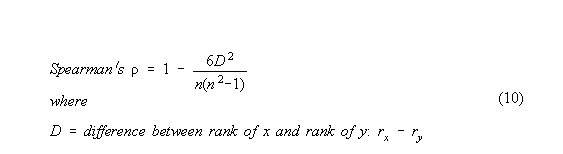 Spearman's ρ = 1 - 6D²/n(n²-1)
where
(10)
D = difference between rank of x and rank of y: rₓ - r_y